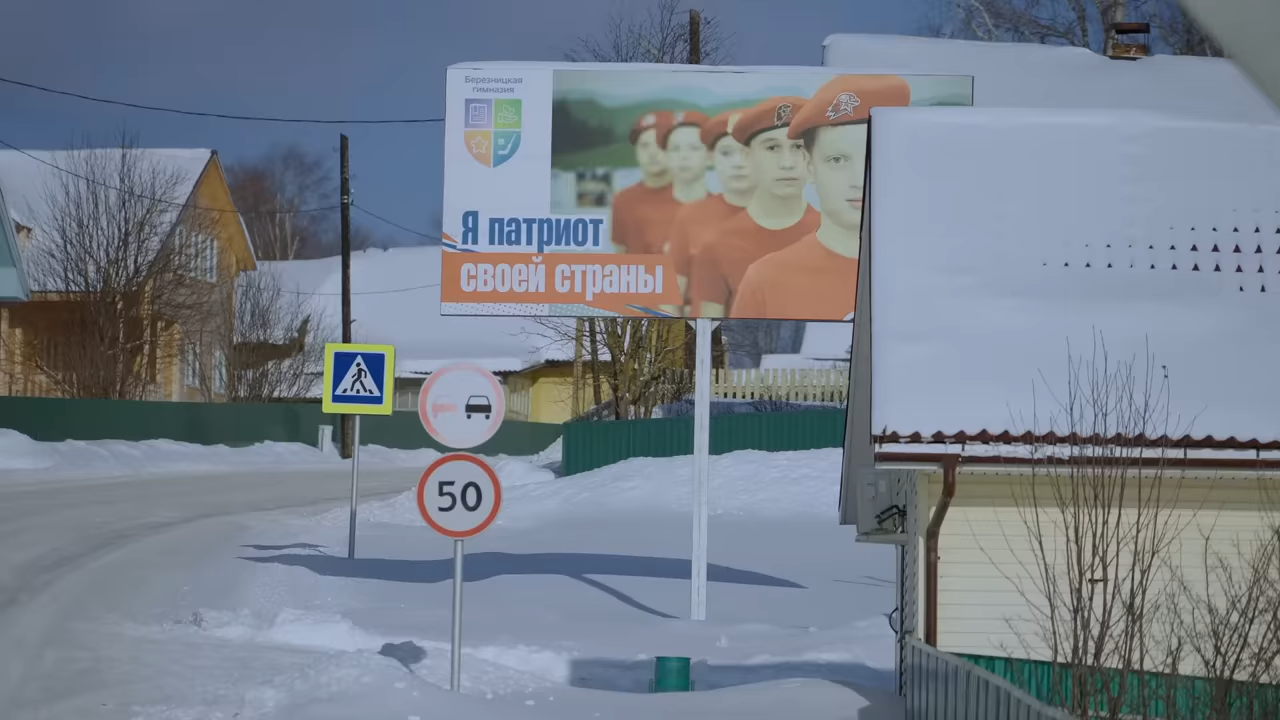 Березницкая
гимназия
Я патриот
своей страны
50